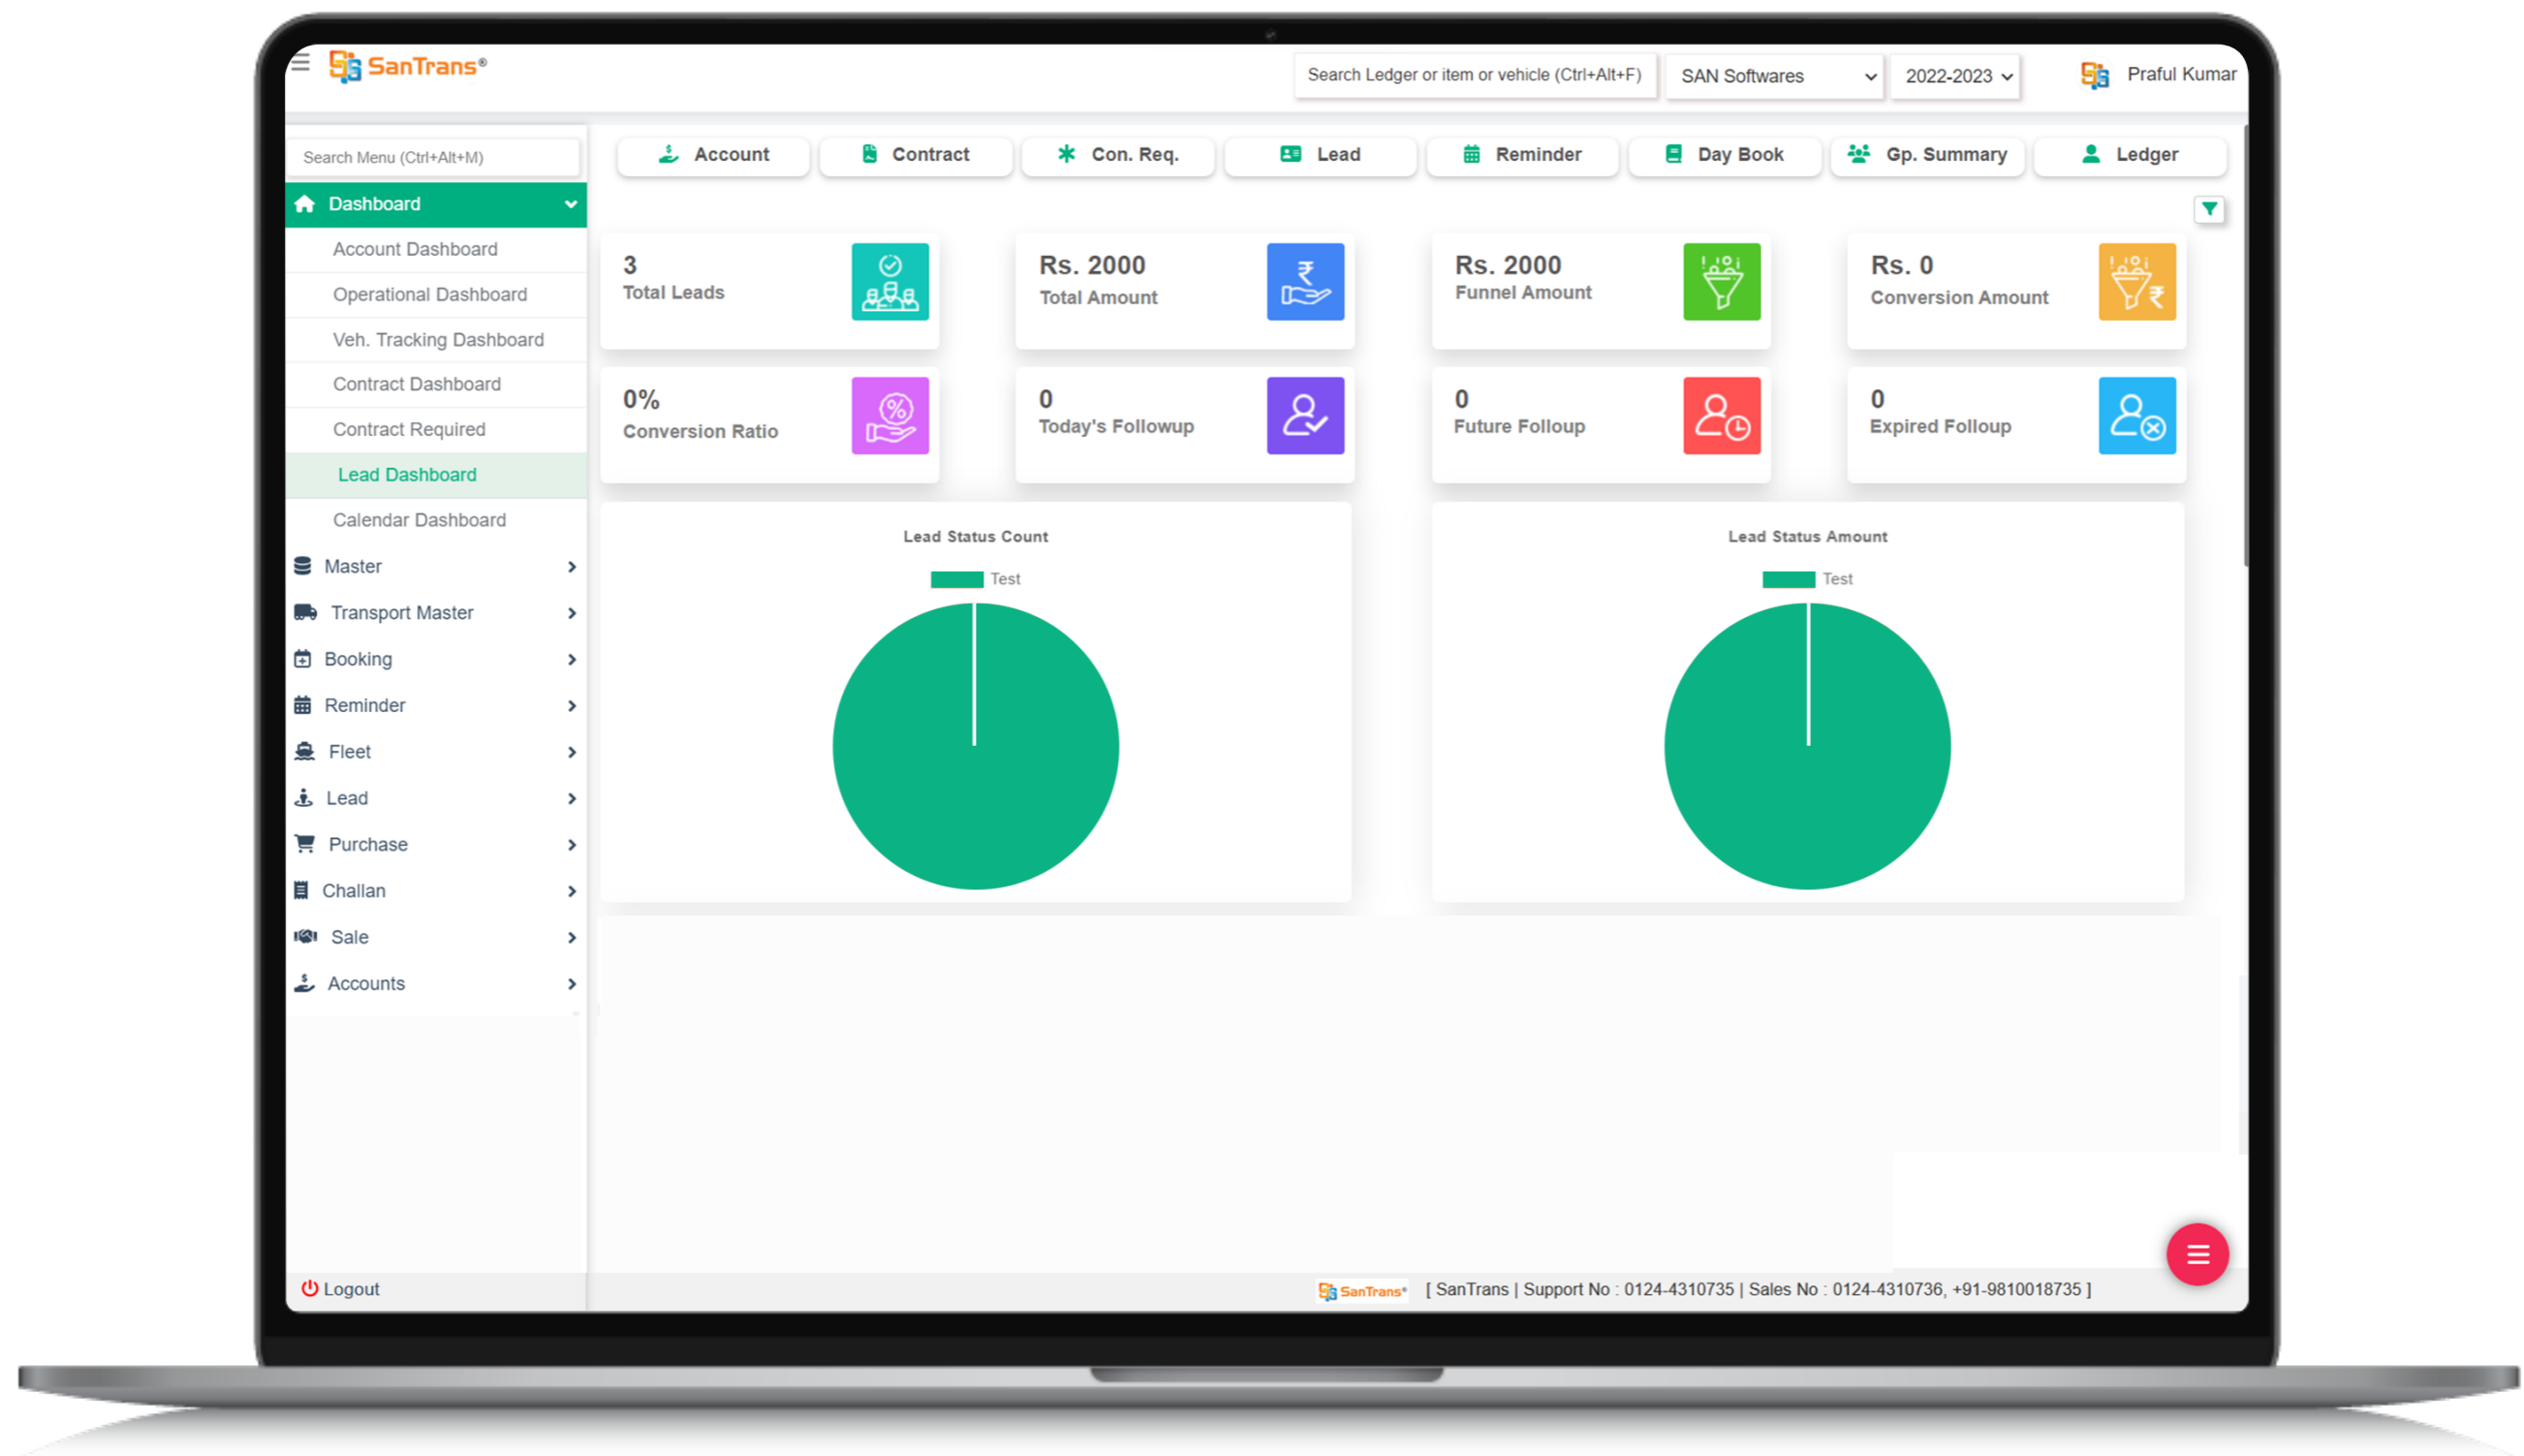 SanTrans®
Search Ledger or item or vehicle (Ctrl+Alt+F)
SAN Softwares
2022-2023
Praful Kumar
Search Menu (Ctrl+Alt+M)
Account
Contract
Con. Req.
Lead
Reminder
Day Book
Gp. Summary
Ledger
Dashboard
Account Dashboard
Operational Dashboard
Veh. Tracking Dashboard
Contract Dashboard
Contract Required
Lead Dashboard
Calendar Dashboard
Master
Transport Master
Booking
Reminder
Fleet
Lead
Purchase
Challan
Sale
Accounts
3
Total Leads
Rs. 2000
Total Amount
Rs. 2000
Funnel Amount
Rs. 0
Conversion Amount
0%
Conversion Ratio
0
Today's Followup
0
Future Folloup
0
Expired Folloup
Lead Status Count
Test
Lead Status Amount
Test
Logout
SanTrans®
[ SanTrans | Support No : 0124-4310735 | Sales No : 0124-4310736, +91-9810018735 ]